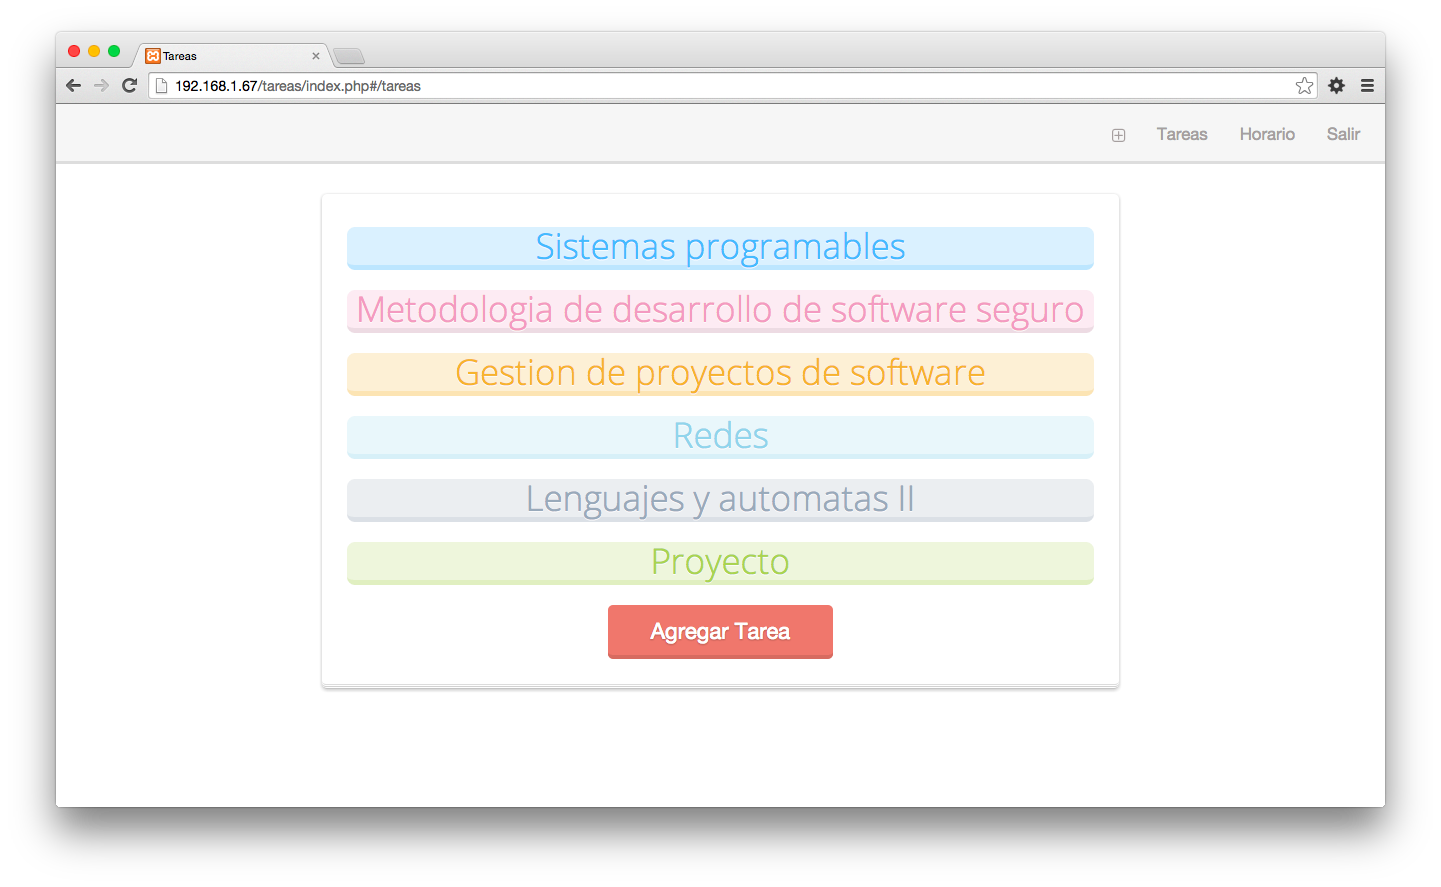 Tareas
192.168.1.67/tareas/index.php#/tareas
Tareas Horario Salir
Sistemas programables
Metodologia de desarrollo de software seguro
Gestion de proyectos de software
Redes
Lenguajes y automatas II
Proyecto
Agregar Tarea